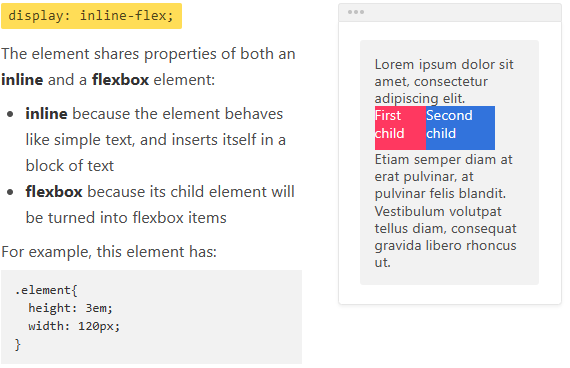 display: inline-flex;
The element shares properties of both an
inline and a flexbox element:
• inline because the element behaves
like simple text, and inserts itself in a
block of text
• flexbox because its child element will
be turned into flexbox items
For example, this element has:
.element{
  height: 3em;
  width: 120px;
}
Lorem ipsum dolor sit
amet, consectetur
adipiscing elit.
First Second
child child
Etiam semper diam at
erat pulvinar, at
pulvinar felis blandit.
Vestibulum volutpat
tellus diam, consequat
gravida libero rhoncus
ut.